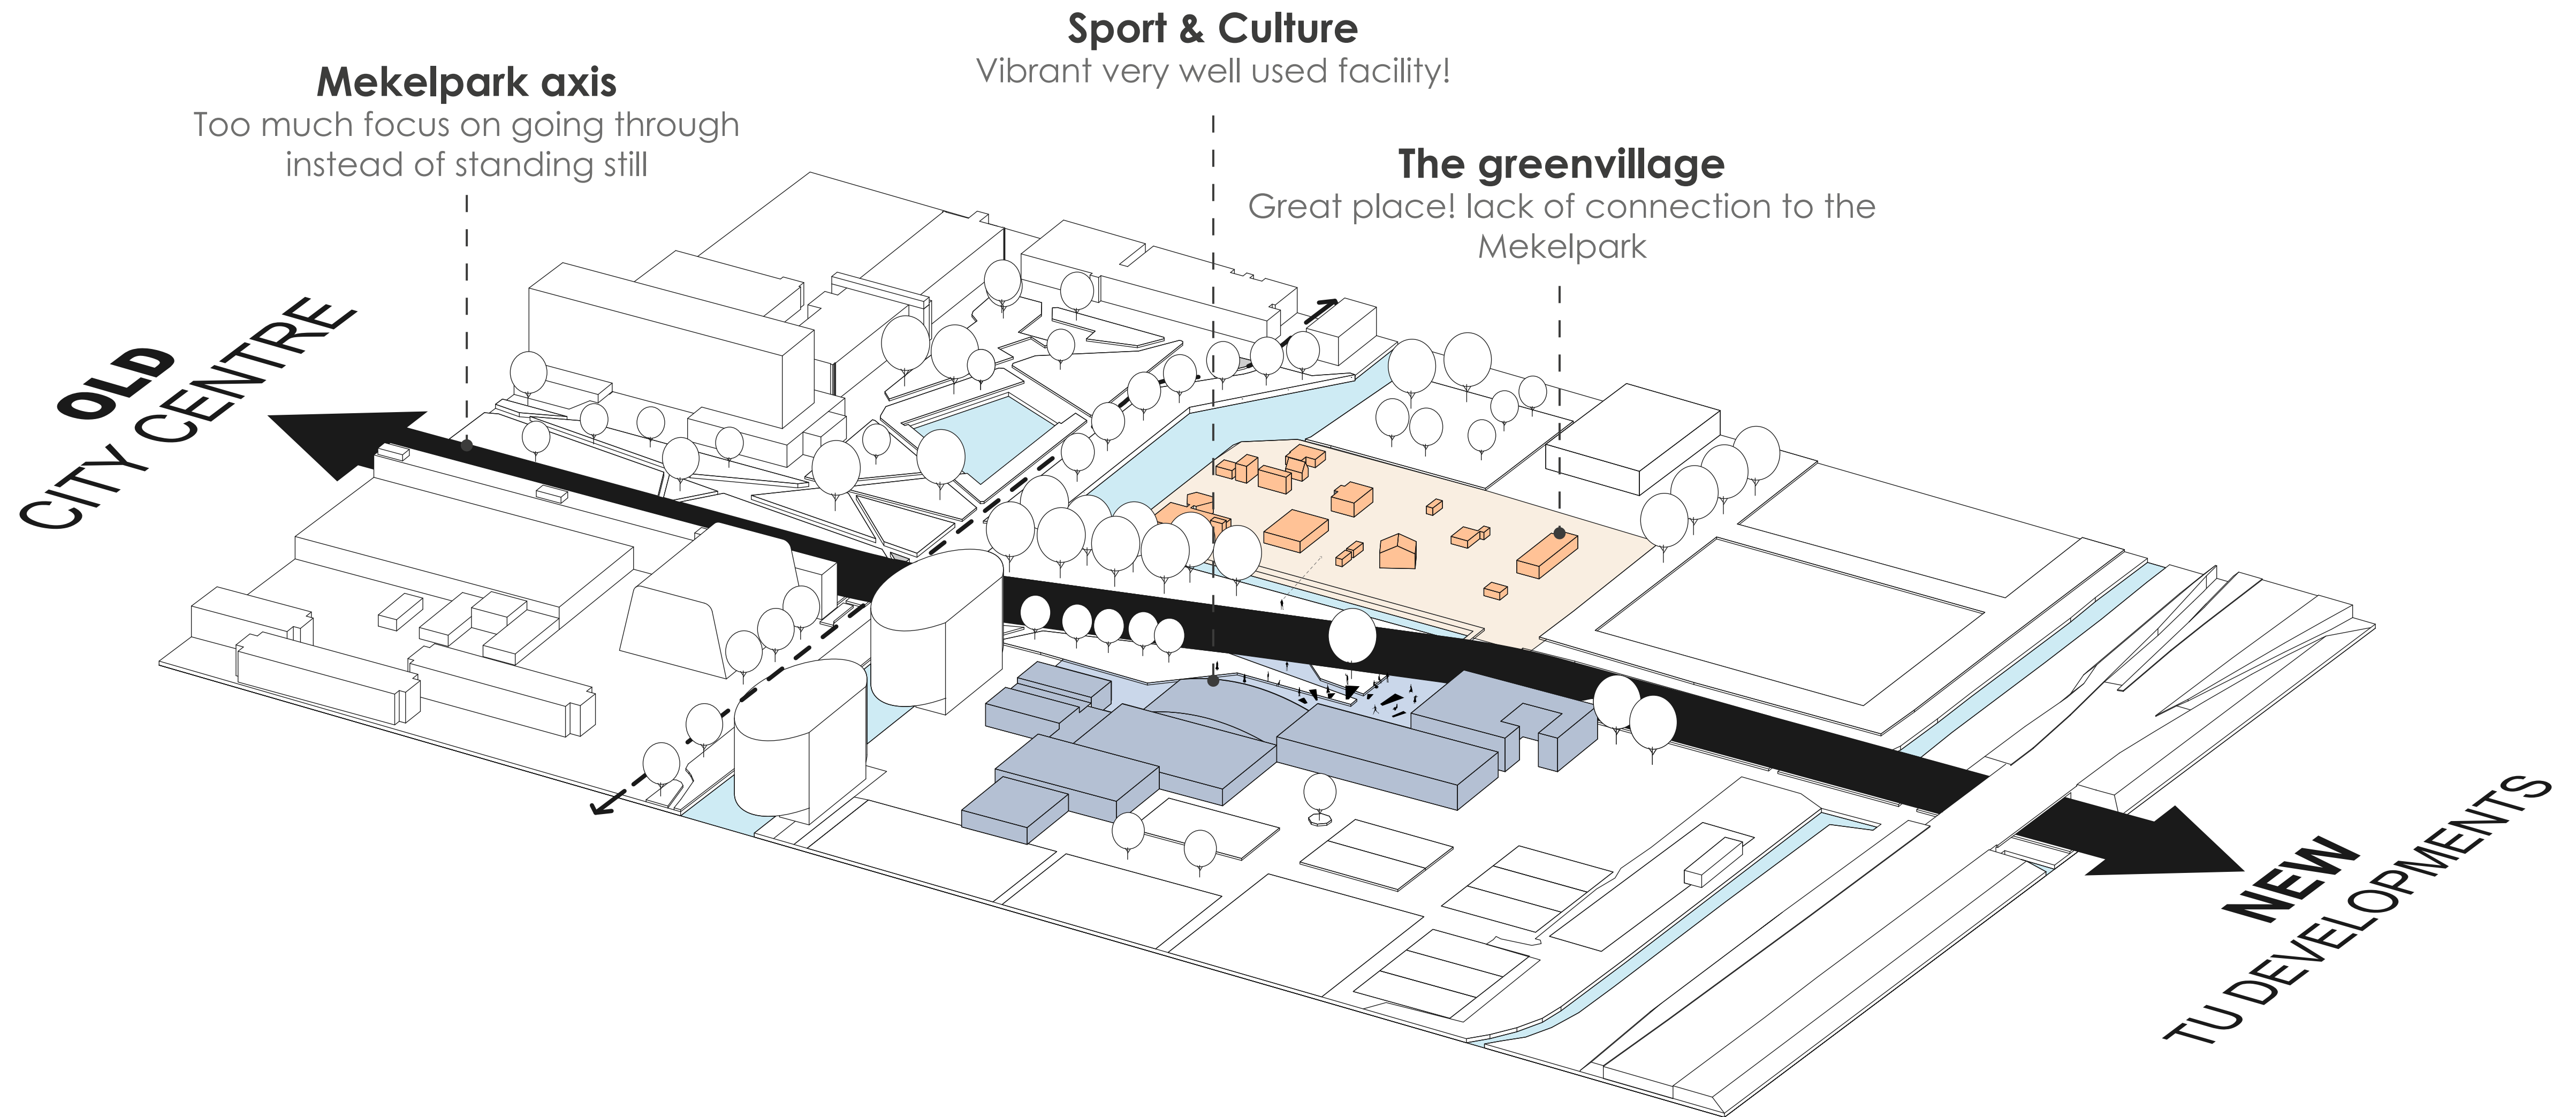 Sport & Culture
Vibrant very well used facility!
Mekelpark axis
Too much focus on going through
instead of standing still
The greenvillage
Great place! lack of connection to the
Mekelpark
OLD
CITY CENTRE
NEW
TU DEVELOPMENTS